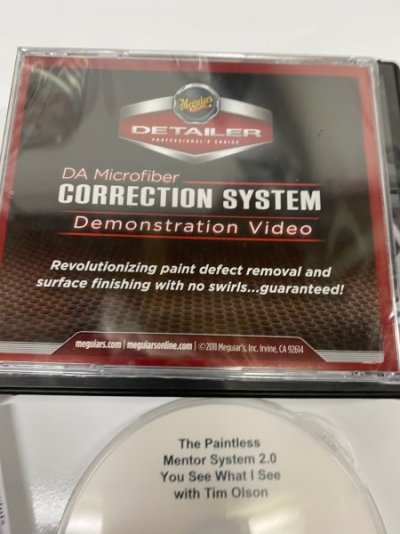 Meguiar's
DETAILER
PROFESSIONAL'S CHOICE
DA Microfiber
CORRECTION SYSTEM
Demonstration Video
Revolutionizing paint defect removal and
surface finishing with no swirls...guaranteed!
meguiars.com | meguiarsonline.com | ©2011 Meguiar's, Inc. Irvine, CA 92614
The Paintless
Mentor System 2.0
You See What I See
with Tim Olson